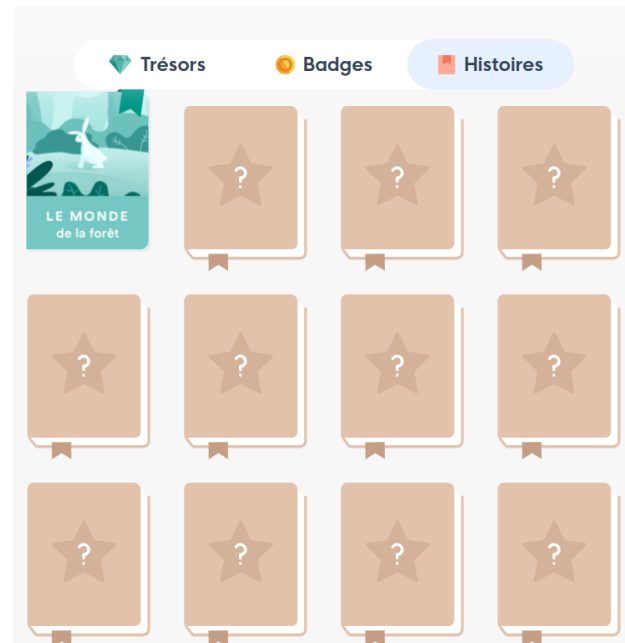 Trésors Badges Histoires
LE MONDE
de la forêt
? ? ?
? ? ? ?
? ? ? ?